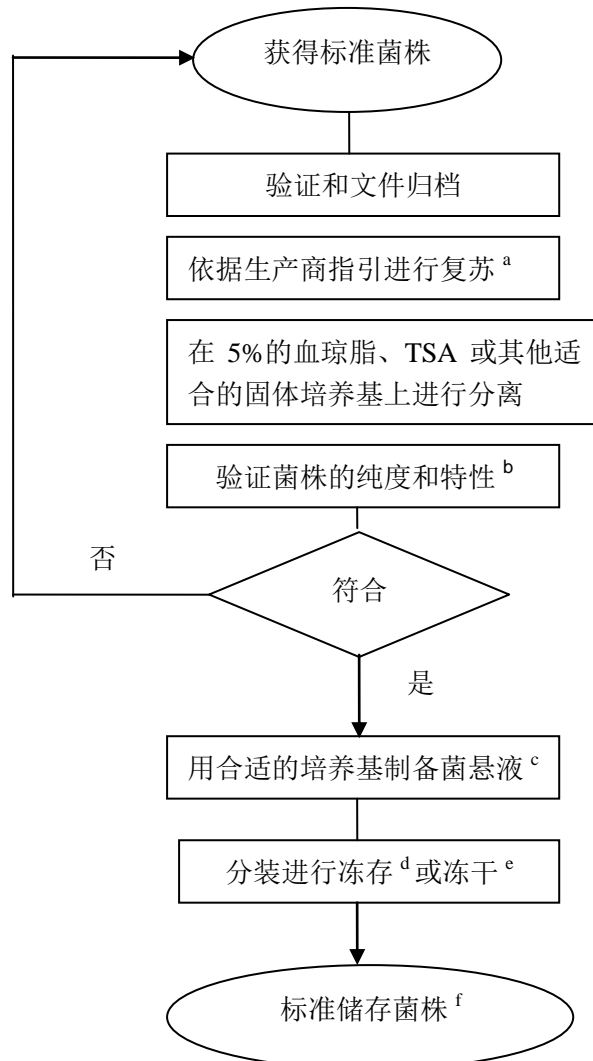 获得标准菌株
验证和文件归档
依据生产商指引进行复苏 a
在 5%的血琼脂、TSA 或其他适
合的固体培养基上进行分离
验证菌株的纯度和特性 b
否
符合
是
用合适的培养基制备菌悬液 c
分装进行冻存 d 或冻干 e
标准储存菌株 f